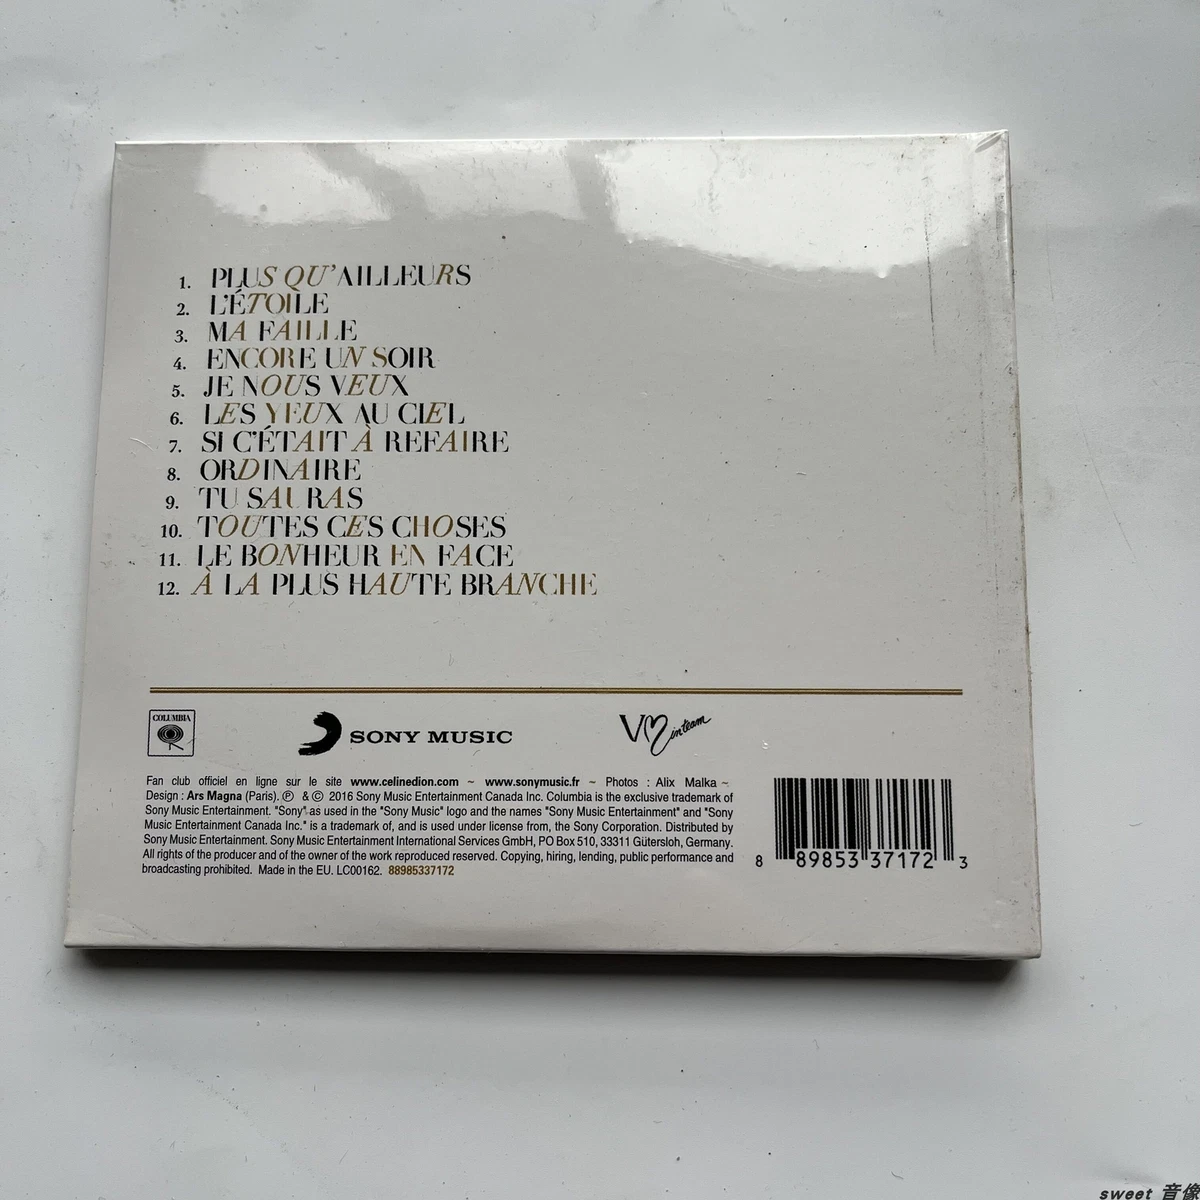 1. PLUS QU'AILLEURS
2. L'ÉTOILE
3. MA FAILLE
4. ENCORE UN SOIR
5. JE NOUS VEUX
6. LES YEUX AU CIEL
7. SI C'ÉTAIT À REFAIRE
8. ORDINAIRE
9. TU SAURAS
10. TOUTES CES CHOSES
11. LE BONHEUR EN FACE
12. À LA PLUS HAUTE BRANCHE
COLUMBIA
SONY MUSIC
V in team
Fan club officiel en ligne sur le site www.celinedion.com ~ www.sonymusic.fr ~ Photos : Alix Malka ~
Design : Ars Magna (Paris). ℗ & © 2016 Sony Music Entertainment Canada Inc. Columbia is the exclusive trademark of
Sony Music Entertainment. "Sony" as used in the "Sony Music" logo and the names "Sony Music Entertainment" and "Sony
Music Entertainment Canada Inc." is a trademark of, and is used under license from, the Sony Corporation. Distributed by
Sony Music Entertainment. Sony Music Entertainment International Services GmbH, PO Box 510, 33311 Gütersloh, Germany.
All rights of the producer and of the owner of the work reproduced reserved. Copying, hiring, lending, public performance and
broadcasting prohibited. Made in the EU. LC00162. 88985337172
8 89853 37172 3
sweet 音像